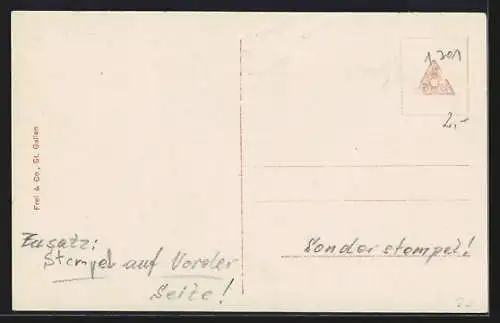 1201
2,-
Frei & Co., St. Gallen
Zusatz:
Stempel auf Vorder
Seite!
Sonderstempel!